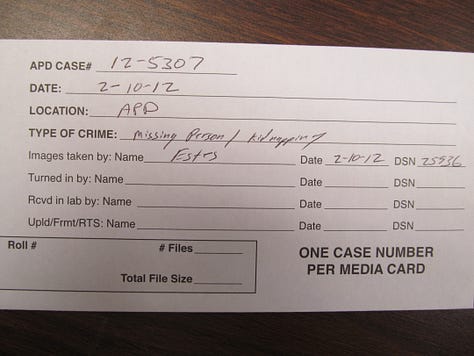 APD CASE# 12-5307
DATE: 2-10-12
LOCATION: APD
TYPE OF CRIME: Missing Person / Kidnapping
Images taken by: Name Estes Date 2-10-12 DSN 25936
Turned in by: Name Date DSN
Rcvd in lab by: Name Date DSN
Upld/Frmt/RTS: Name Date DSN
Roll # # Files
Total File Size
ONE CASE NUMBER
PER MEDIA CARD